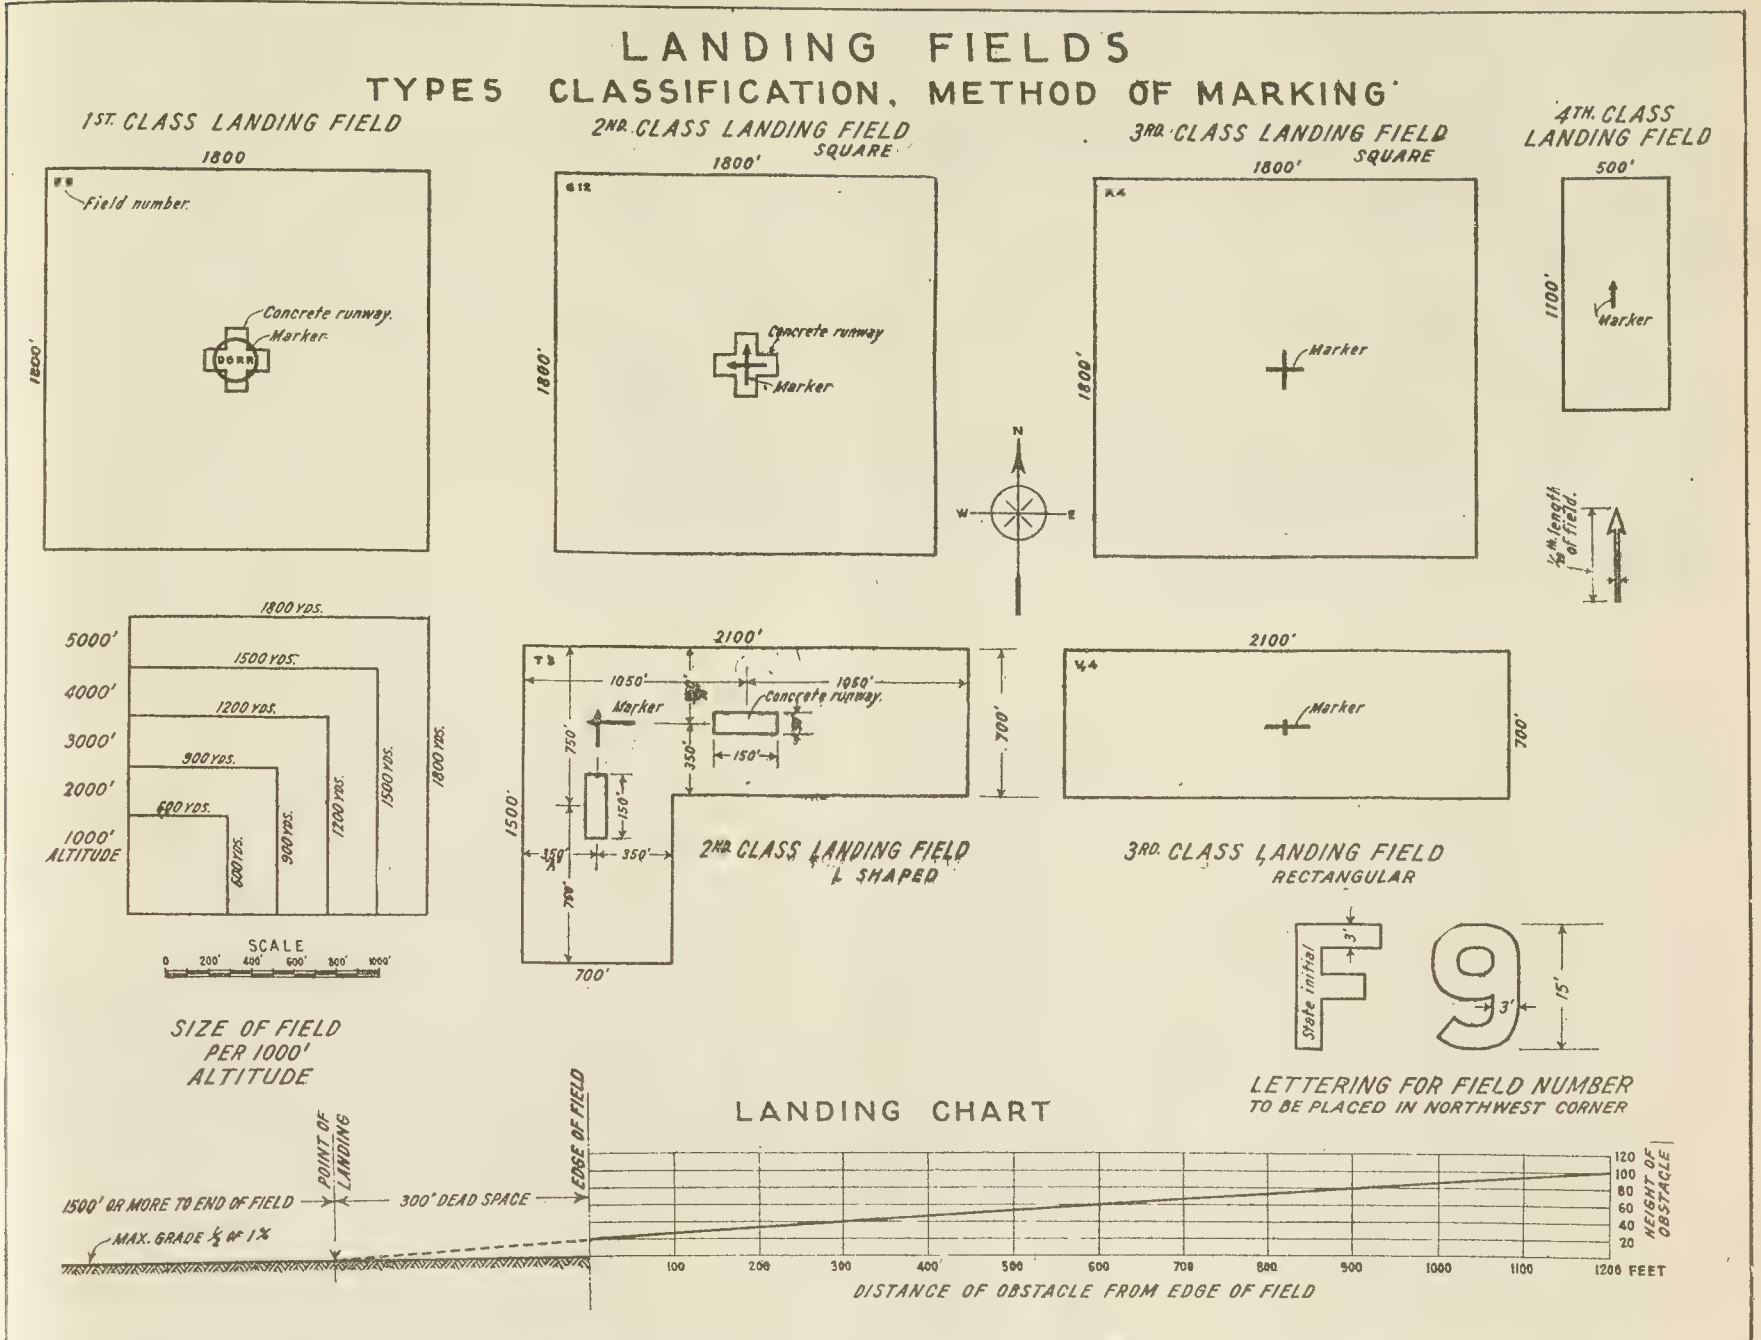 LANDING FIELDS
TYPES CLASSIFICATION, METHOD OF MARKING
1ST. CLASS LANDING FIELD
1800
Field number.
Concrete runway.
Marker
DORR
1800'
2ND. CLASS LANDING FIELD
SQUARE
1800'
G12
Concrete runway
Marker
1800'
3RD. CLASS LANDING FIELD
SQUARE
1800'
K4
Marker
1800'
4TH. CLASS
LANDING FIELD
500'
1100'
Marker
N
W
E
length
of field.
1800 YDS.
1500 YDS.
1200 YDS.
900 YDS.
600 YDS.
5000'
4000'
3000'
2000'
1000'
ALTITUDE
600 YDS.
900 YDS.
1200 YDS.
1500 YDS.
1800 YDS.
SCALE
0 200' 400' 600' 800' 1000'
SIZE OF FIELD
PER 1000'
ALTITUDE
2100'
T3
1050'
1050'
Concrete runway.
Marker
750'
350'
150'
700'
1500'
150'
350'
350'
750'
700'
2ND. CLASS LANDING FIELD
L SHAPED
2100'
V,4
Marker
700'
3RD. CLASS LANDING FIELD
RECTANGULAR
F 9
State initial
3'
3'
15'
LETTERING FOR FIELD NUMBER
TO BE PLACED IN NORTHWEST CORNER
LANDING CHART
POINT OF
LANDING
EDGE OF FIELD
1500' OR MORE TO END OF FIELD
300' DEAD SPACE
MAX. GRADE ½ OF 1%
120
100
80
60
40
20
HEIGHT OF
OBSTACLE
100 200 300 400 500 600 700 800 900 1000 1100 1200 FEET
DISTANCE OF OBSTACLE FROM EDGE OF FIELD